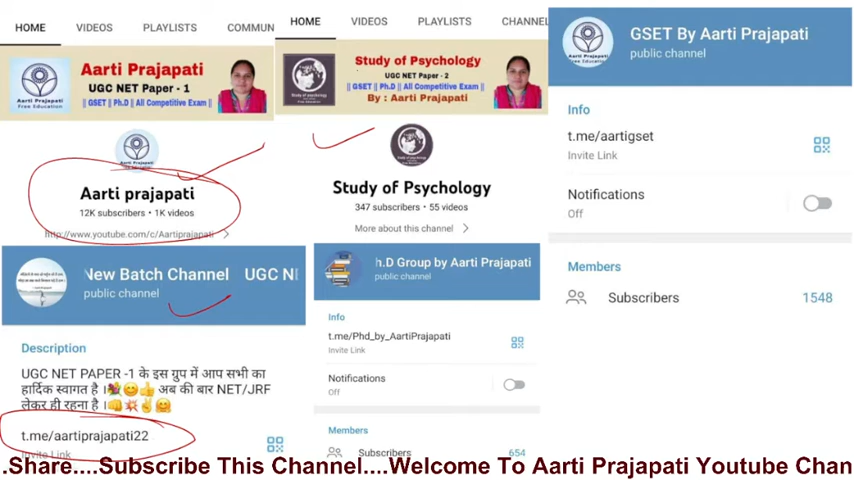 HOME VIDEOS PLAYLISTS COMMUN
Aarti Prajapati
UGC NET Paper - 1
|| GSET || Ph.D || All Competitive Exam ||
Aarti Prajapati
Free Education
Aarti prajapati
12K subscribers • 1K videos
http://www.youtube.com/c/Aartiprajapati
New Batch Channel UGC NE
public channel
Description
UGC NET PAPER -1 के इस ग्रुप में आप सभी का
हार्दिक स्वागत है ।💐😊👍 अब की बार NET/JRF
लेकर ही रहना है ।👊💥✌🤗
t.me/aartiprajapati22
Invite Link
HOME VIDEOS PLAYLISTS CHANNEL
Study of Psychology
UGC NET Paper - 2
|| GSET || Ph.D || All Competitive Exam ||
By : Aarti Prajapati
Study of Psychology
347 subscribers • 55 videos
More about this channel
h.D Group by Aarti Prajapati
public channel
Info
t.me/Phd_by_AartiPrajapati
Invite Link
Notifications
Off
Members
Subscribers 654
GSET By Aarti Prajapati
public channel
Info
t.me/aartigset
Invite Link
Notifications
Off
Members
Subscribers 1548
.Share....Subscribe This Channel....Welcome To Aarti Prajapati Youtube Chan